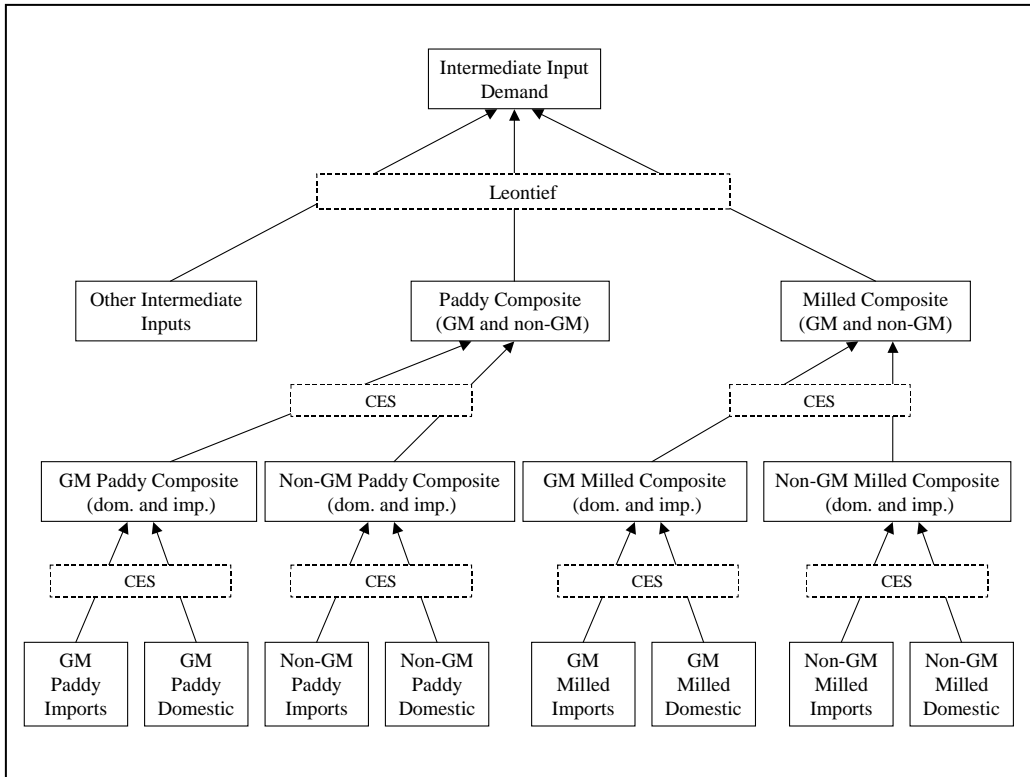 Intermediate Input
Demand
Leontief
Other Intermediate
Inputs
Paddy Composite
(GM and non-GM)
Milled Composite
(GM and non-GM)
CES
CES
GM Paddy Composite
(dom. and imp.)
Non-GM Paddy Composite
(dom. and imp.)
GM Milled Composite
(dom. and imp.)
Non-GM Milled Composite
(dom. and imp.)
CES
CES
CES
CES
GM
Paddy
Imports
GM
Paddy
Domestic
Non-GM
Paddy
Imports
Non-GM
Paddy
Domestic
GM
Milled
Imports
GM
Milled
Domestic
Non-GM
Milled
Imports
Non-GM
Milled
Domestic